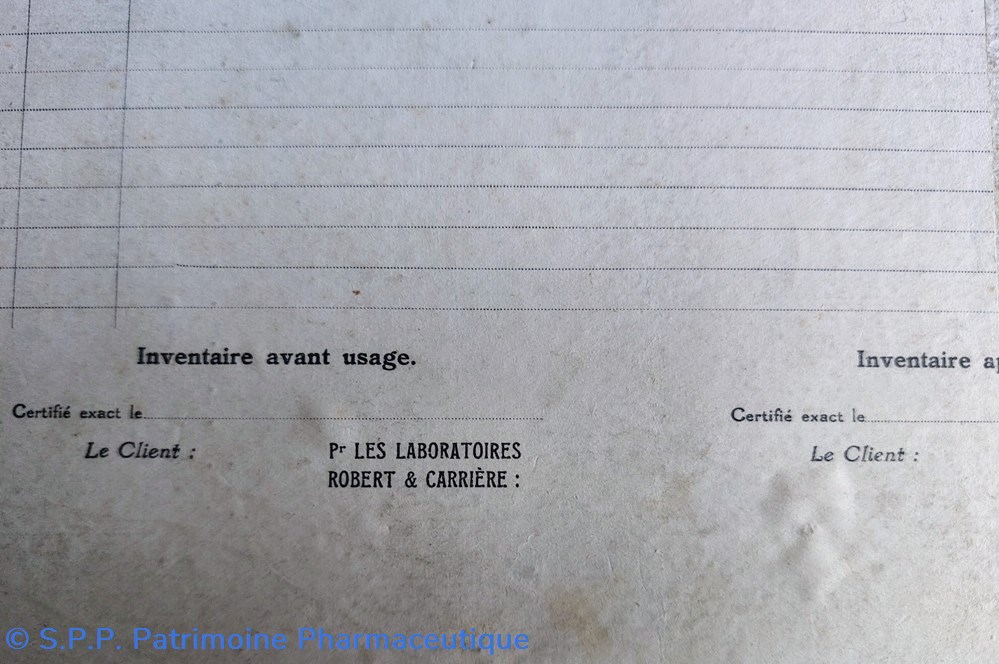 Inventaire avant usage.
Inventaire
Certifié exact le
Certifié exact le
Le Client :
Pr LES LABORATOIRES
ROBERT & CARRIÈRE :
Le Client :
© S.P.P. Patrimoine Pharmaceutique